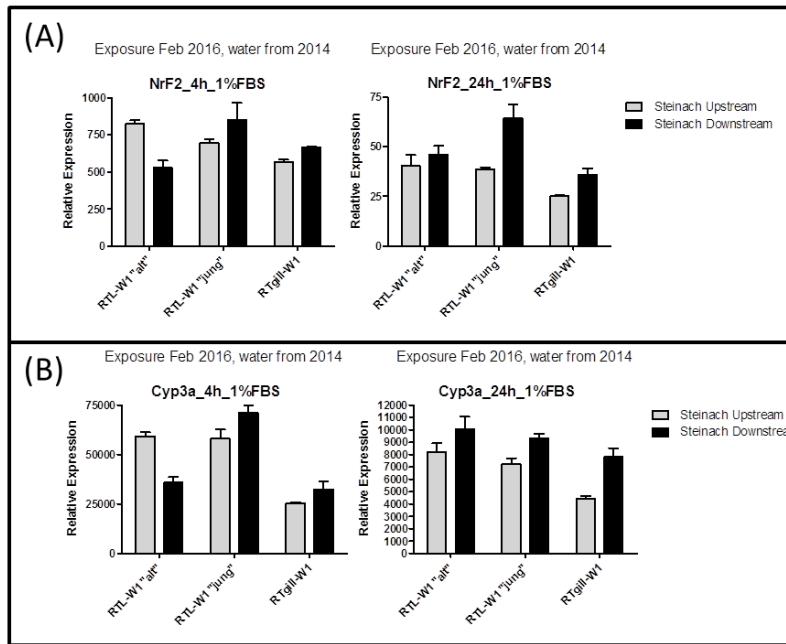 (A)
Exposure Feb 2016, water from 2014
NrF2_4h_1%FBS
Relative Expression
1000
750
500
250
0
RTL-W1 "alt"
RTL-W1 "jung"
RTgill-W1
Exposure Feb 2016, water from 2014
NrF2_24h_1%FBS
Relative Expression
75
50
25
0
RTL-W1 "alt"
RTL-W1 "jung"
RTgill-W1
Steinach Upstream
Steinach Downstream
(B)
Exposure Feb 2016, water from 2014
Cyp3a_4h_1%FBS
Relative Expression
75000
50000
25000
0
RTL-W1 "alt"
RTL-W1 "jung"
RTgill-W1
Exposure Feb 2016, water from 2014
Cyp3a_24h_1%FBS
Relative Expression
12000
11000
10000
9000
8000
7000
6000
5000
4000
3000
2000
1000
0
RTL-W1 "alt"
RTL-W1 "jung"
RTgill-W1
Steinach Upstream
Steinach Downstrea